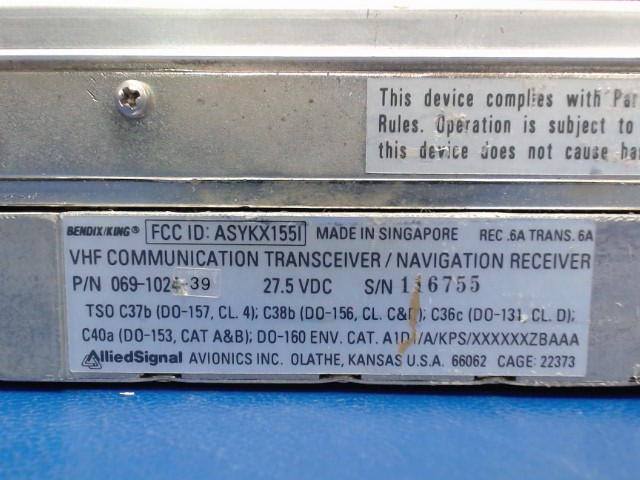 This device complies with Par
Rules. Operation is subject to
this device does not cause ha
BENDIX/KING® FCC ID: ASYKX155I MADE IN SINGAPORE REC .6A TRANS. 6A
VHF COMMUNICATION TRANSCEIVER / NAVIGATION RECEIVER
P/N 069-1024-39 27.5 VDC S/N 116755
TSO C37b (DO-157, CL. 4); C38b (DO-156, CL. C&E); C36c (DO-131, CL. D);
C40a (DO-153, CAT A&B); DO-160 ENV. CAT. /A/KPS/XXXXXXZBAAA
AlliedSignal AVIONICS INC. OLATHE, KANSAS U.S.A. 66062 CAGE: 22373